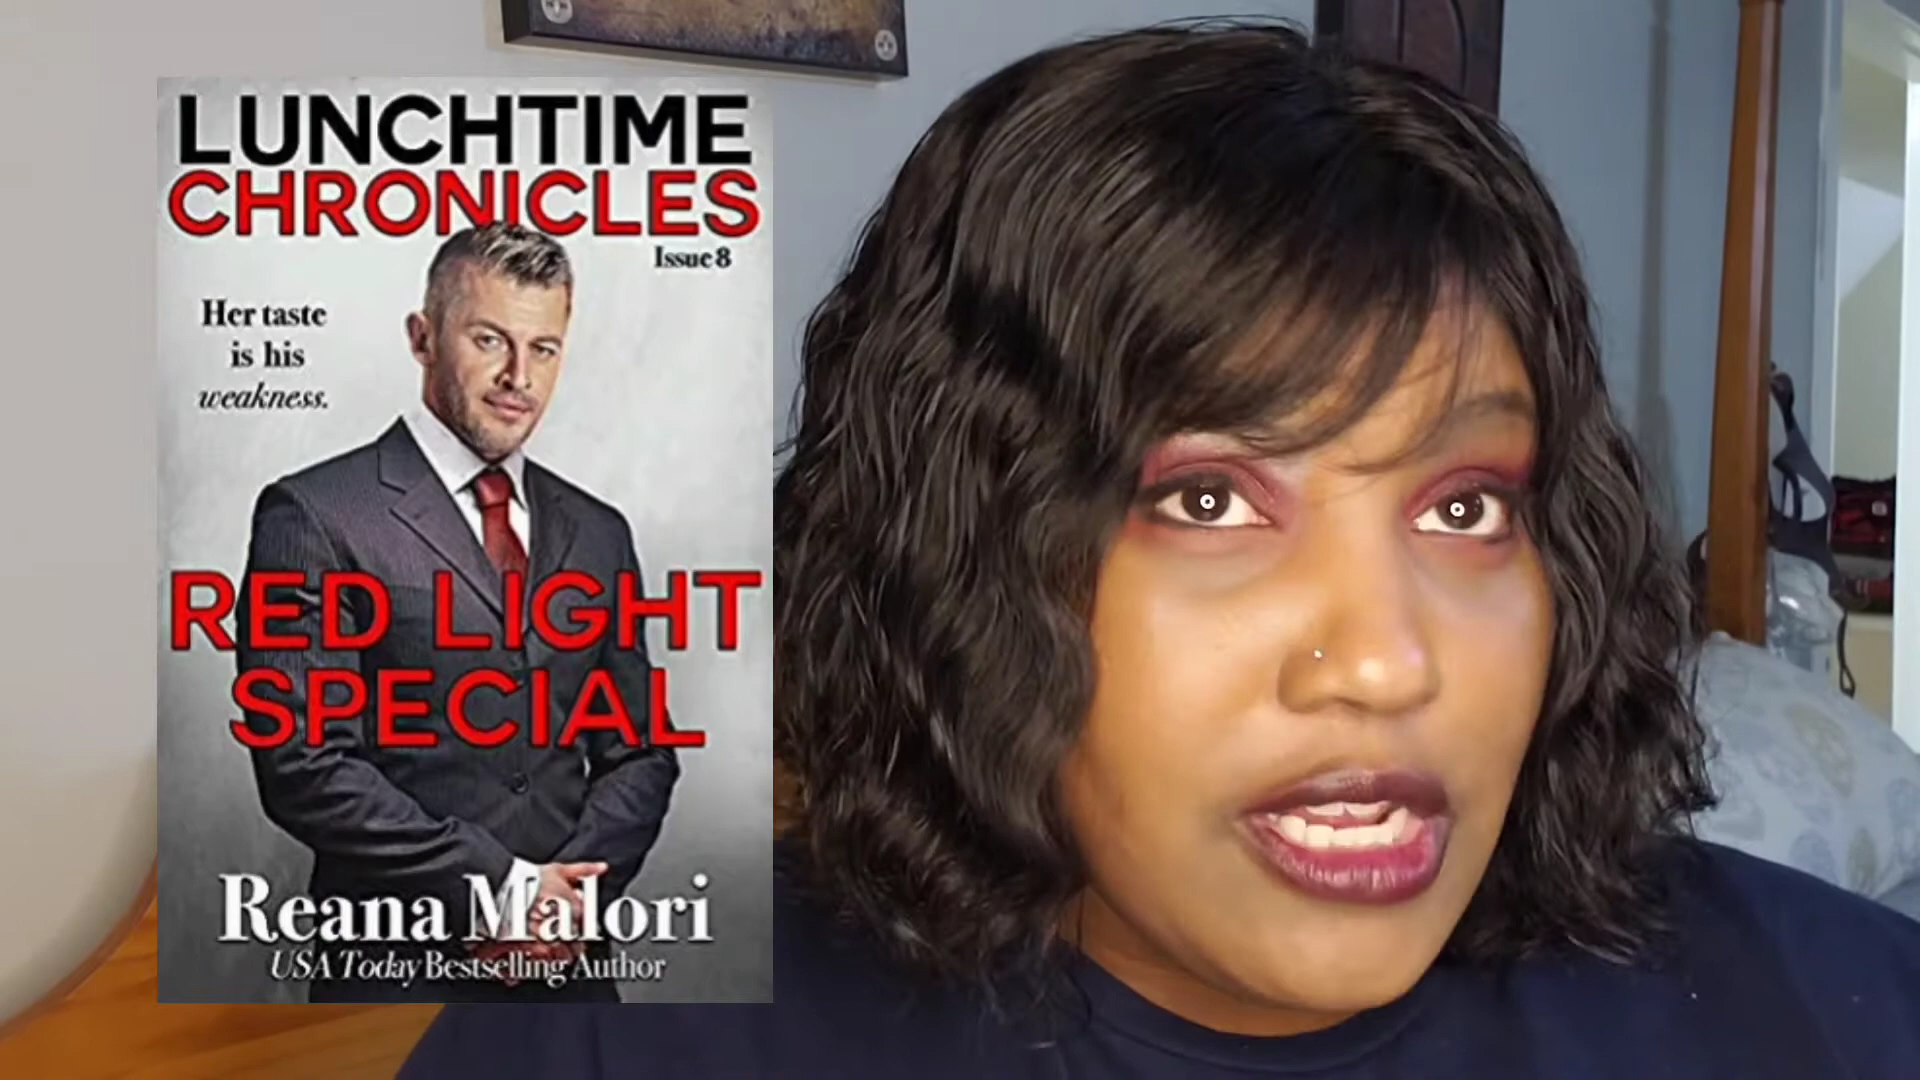 LUNCHTIME
CHRONICLES
Issue 8
Her taste
is his
weakness.
RED LIGHT
SPECIAL
Reana Malori
USA Today Bestselling Author